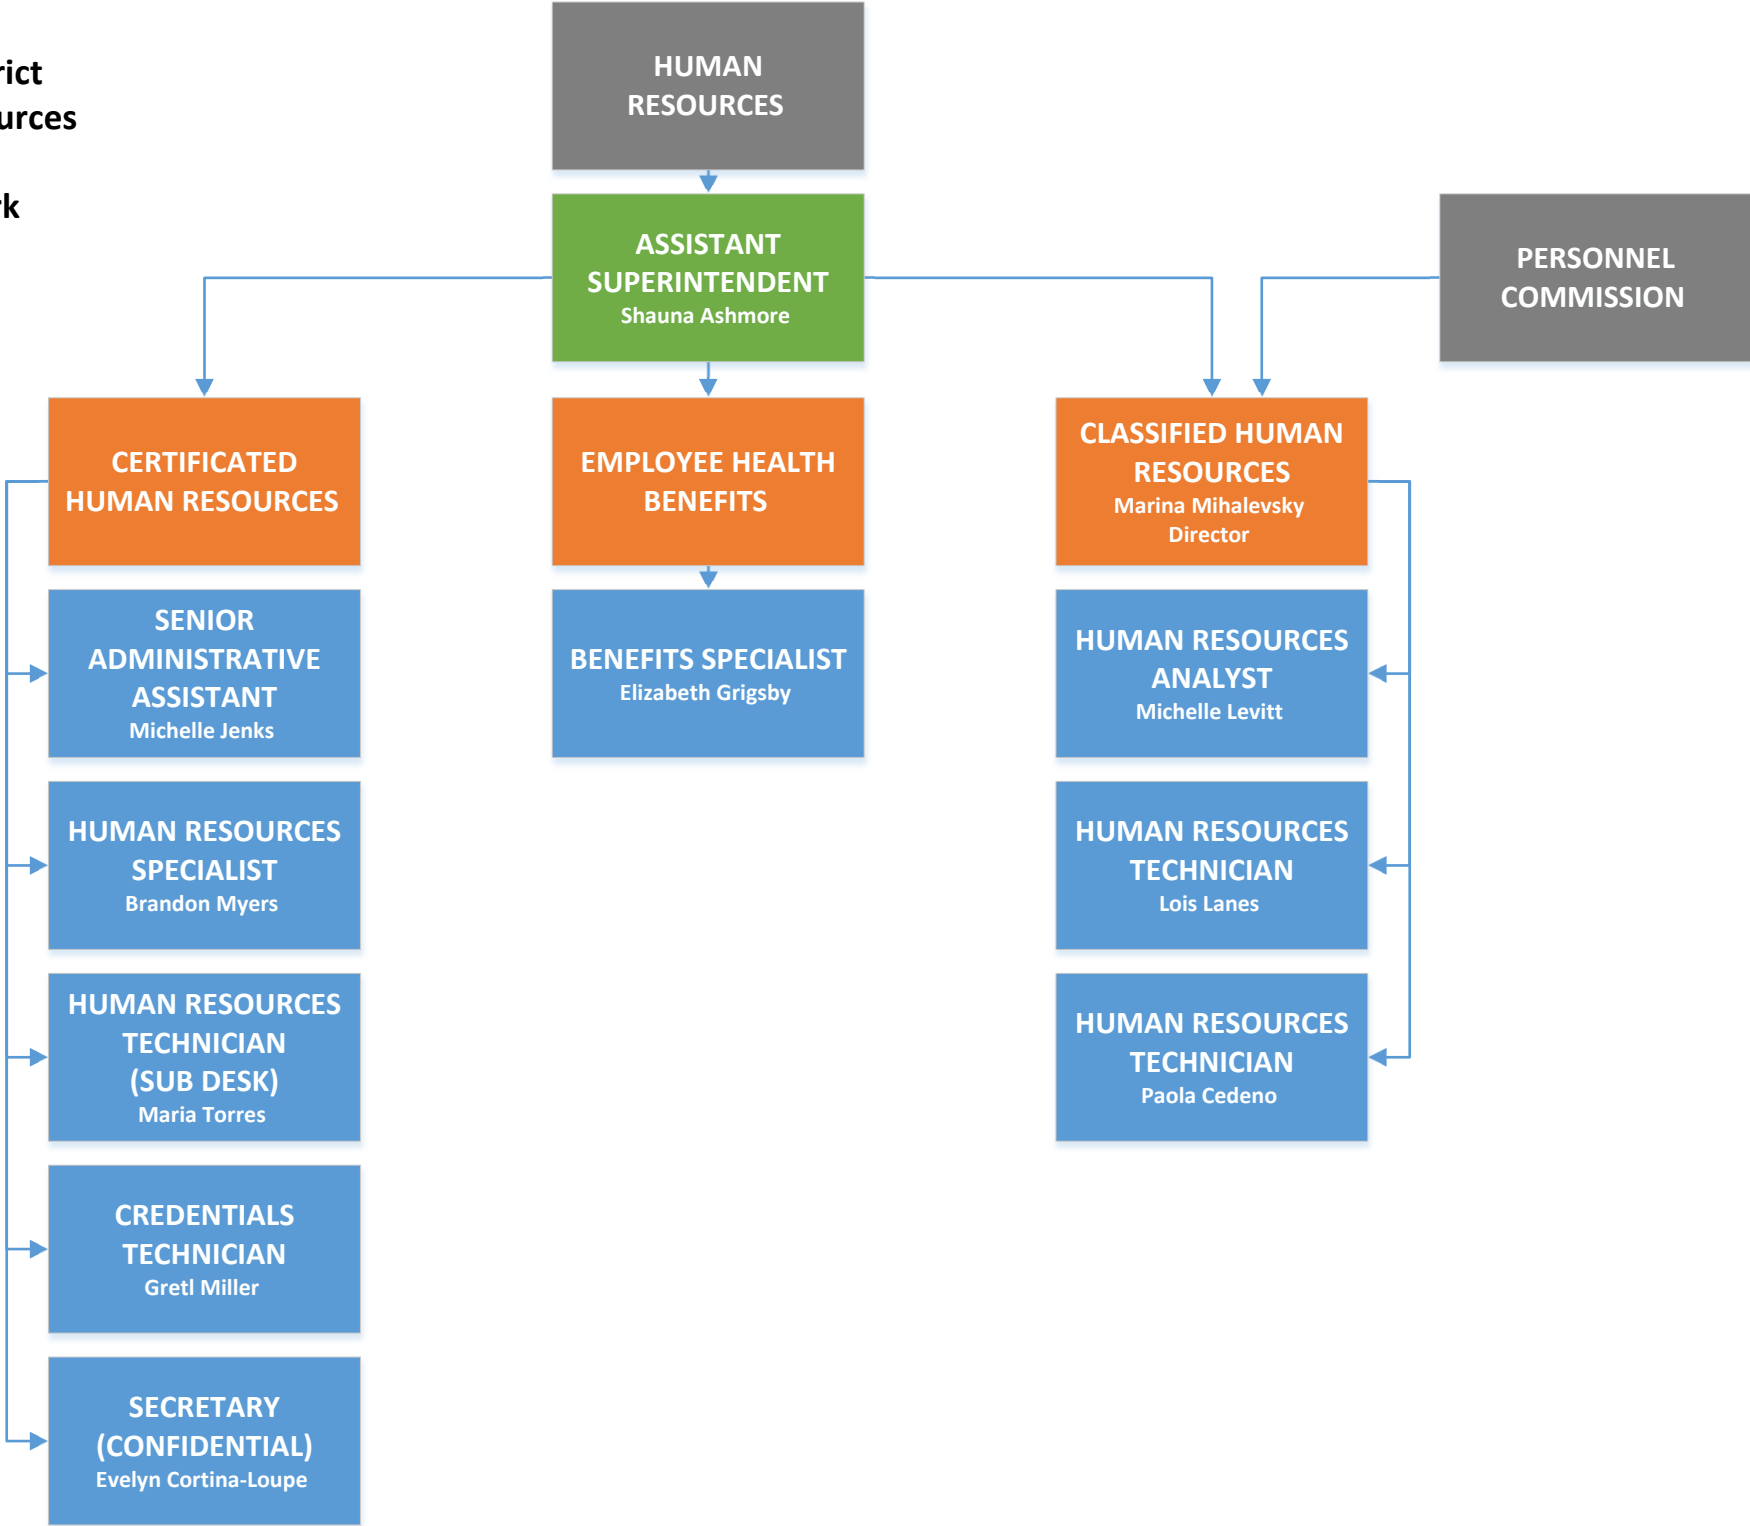 HUMAN
RESOURCES
ASSISTANT
SUPERINTENDENT
Shauna Ashmore
PERSONNEL
COMMISSION
CERTIFICATED
HUMAN RESOURCES
EMPLOYEE HEALTH
BENEFITS
CLASSIFIED HUMAN
RESOURCES
Marina Mihalevsky
Director
SENIOR
ADMINISTRATIVE
ASSISTANT
Michelle Jenks
BENEFITS SPECIALIST
Elizabeth Grigsby
HUMAN RESOURCES
ANALYST
Michelle Levitt
HUMAN RESOURCES
SPECIALIST
Brandon Myers
HUMAN RESOURCES
TECHNICIAN
Lois Lanes
HUMAN RESOURCES
TECHNICIAN
(SUB DESK)
Maria Torres
HUMAN RESOURCES
TECHNICIAN
Paola Cedeno
CREDENTIALS
TECHNICIAN
Gretl Miller
SECRETARY
(CONFIDENTIAL)
Evelyn Cortina-Loupe